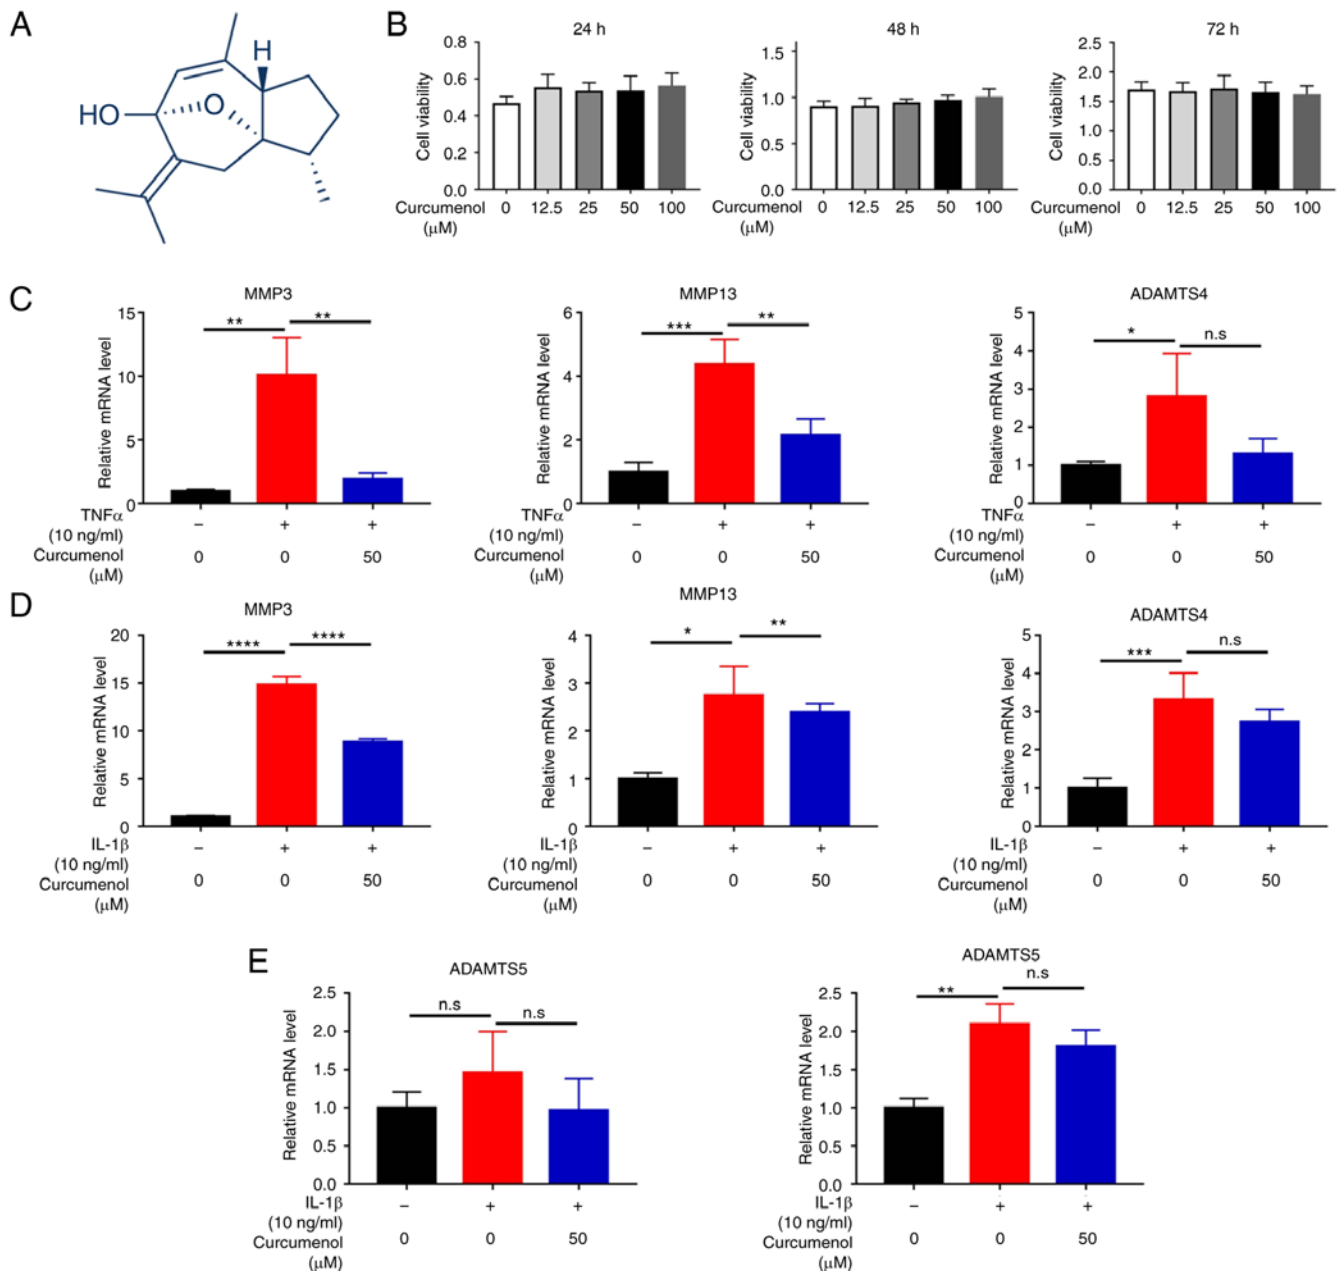 A
HO
O
H
B
24 h
Cell viability
0.8
0.6
0.4
0.2
0.0
Curcumenol 0 12.5 25 50 100
(μM)
48 h
Cell viability
1.5
1.0
0.5
0.0
Curcumenol 0 12.5 25 50 100
(μM)
72 h
Cell viability
2.5
2.0
1.5
1.0
0.5
0.0
Curcumenol 0 12.5 25 50 100
(μM)
C
MMP3
Relative mRNA level
15
10
5
0
** **
TNFα
(10 ng/ml) – + +
Curcumenol 0 0 50
(μM)
MMP13
Relative mRNA level
6
4
2
0
*** **
TNFα
(10 ng/ml) – + +
Curcumenol 0 0 50
(μM)
ADAMTS4
Relative mRNA level
5
4
3
2
1
0
* n.s
TNFα
(10 ng/ml) – + +
Curcumenol 0 0 50
(μM)
D
MMP3
Relative mRNA level
20
15
10
5
0
**** ****
IL-1β – + +
(10 ng/ml)
Curcumenol 0 0 50
(μM)
MMP13
Relative mRNA level
4
3
2
1
0
* **
IL-1β – + +
(10 ng/ml)
Curcumenol 0 0 50
(μM)
ADAMTS4
Relative mRNA level
5
4
3
2
1
0
*** n.s
IL-1β – + +
(10 ng/ml)
Curcumenol 0 0 50
(μM)
E
ADAMTS5
Relative mRNA level
2.5
2.0
1.5
1.0
0.5
0.0
n.s n.s
IL-1β – + +
(10 ng/ml)
Curcumenol 0 0 50
(μM)
ADAMTS5
Relative mRNA level
2.5
2.0
1.5
1.0
0.5
0.0
** n.s
IL-1β – + +
(10 ng/ml)
Curcumenol 0 0 50
(μM)